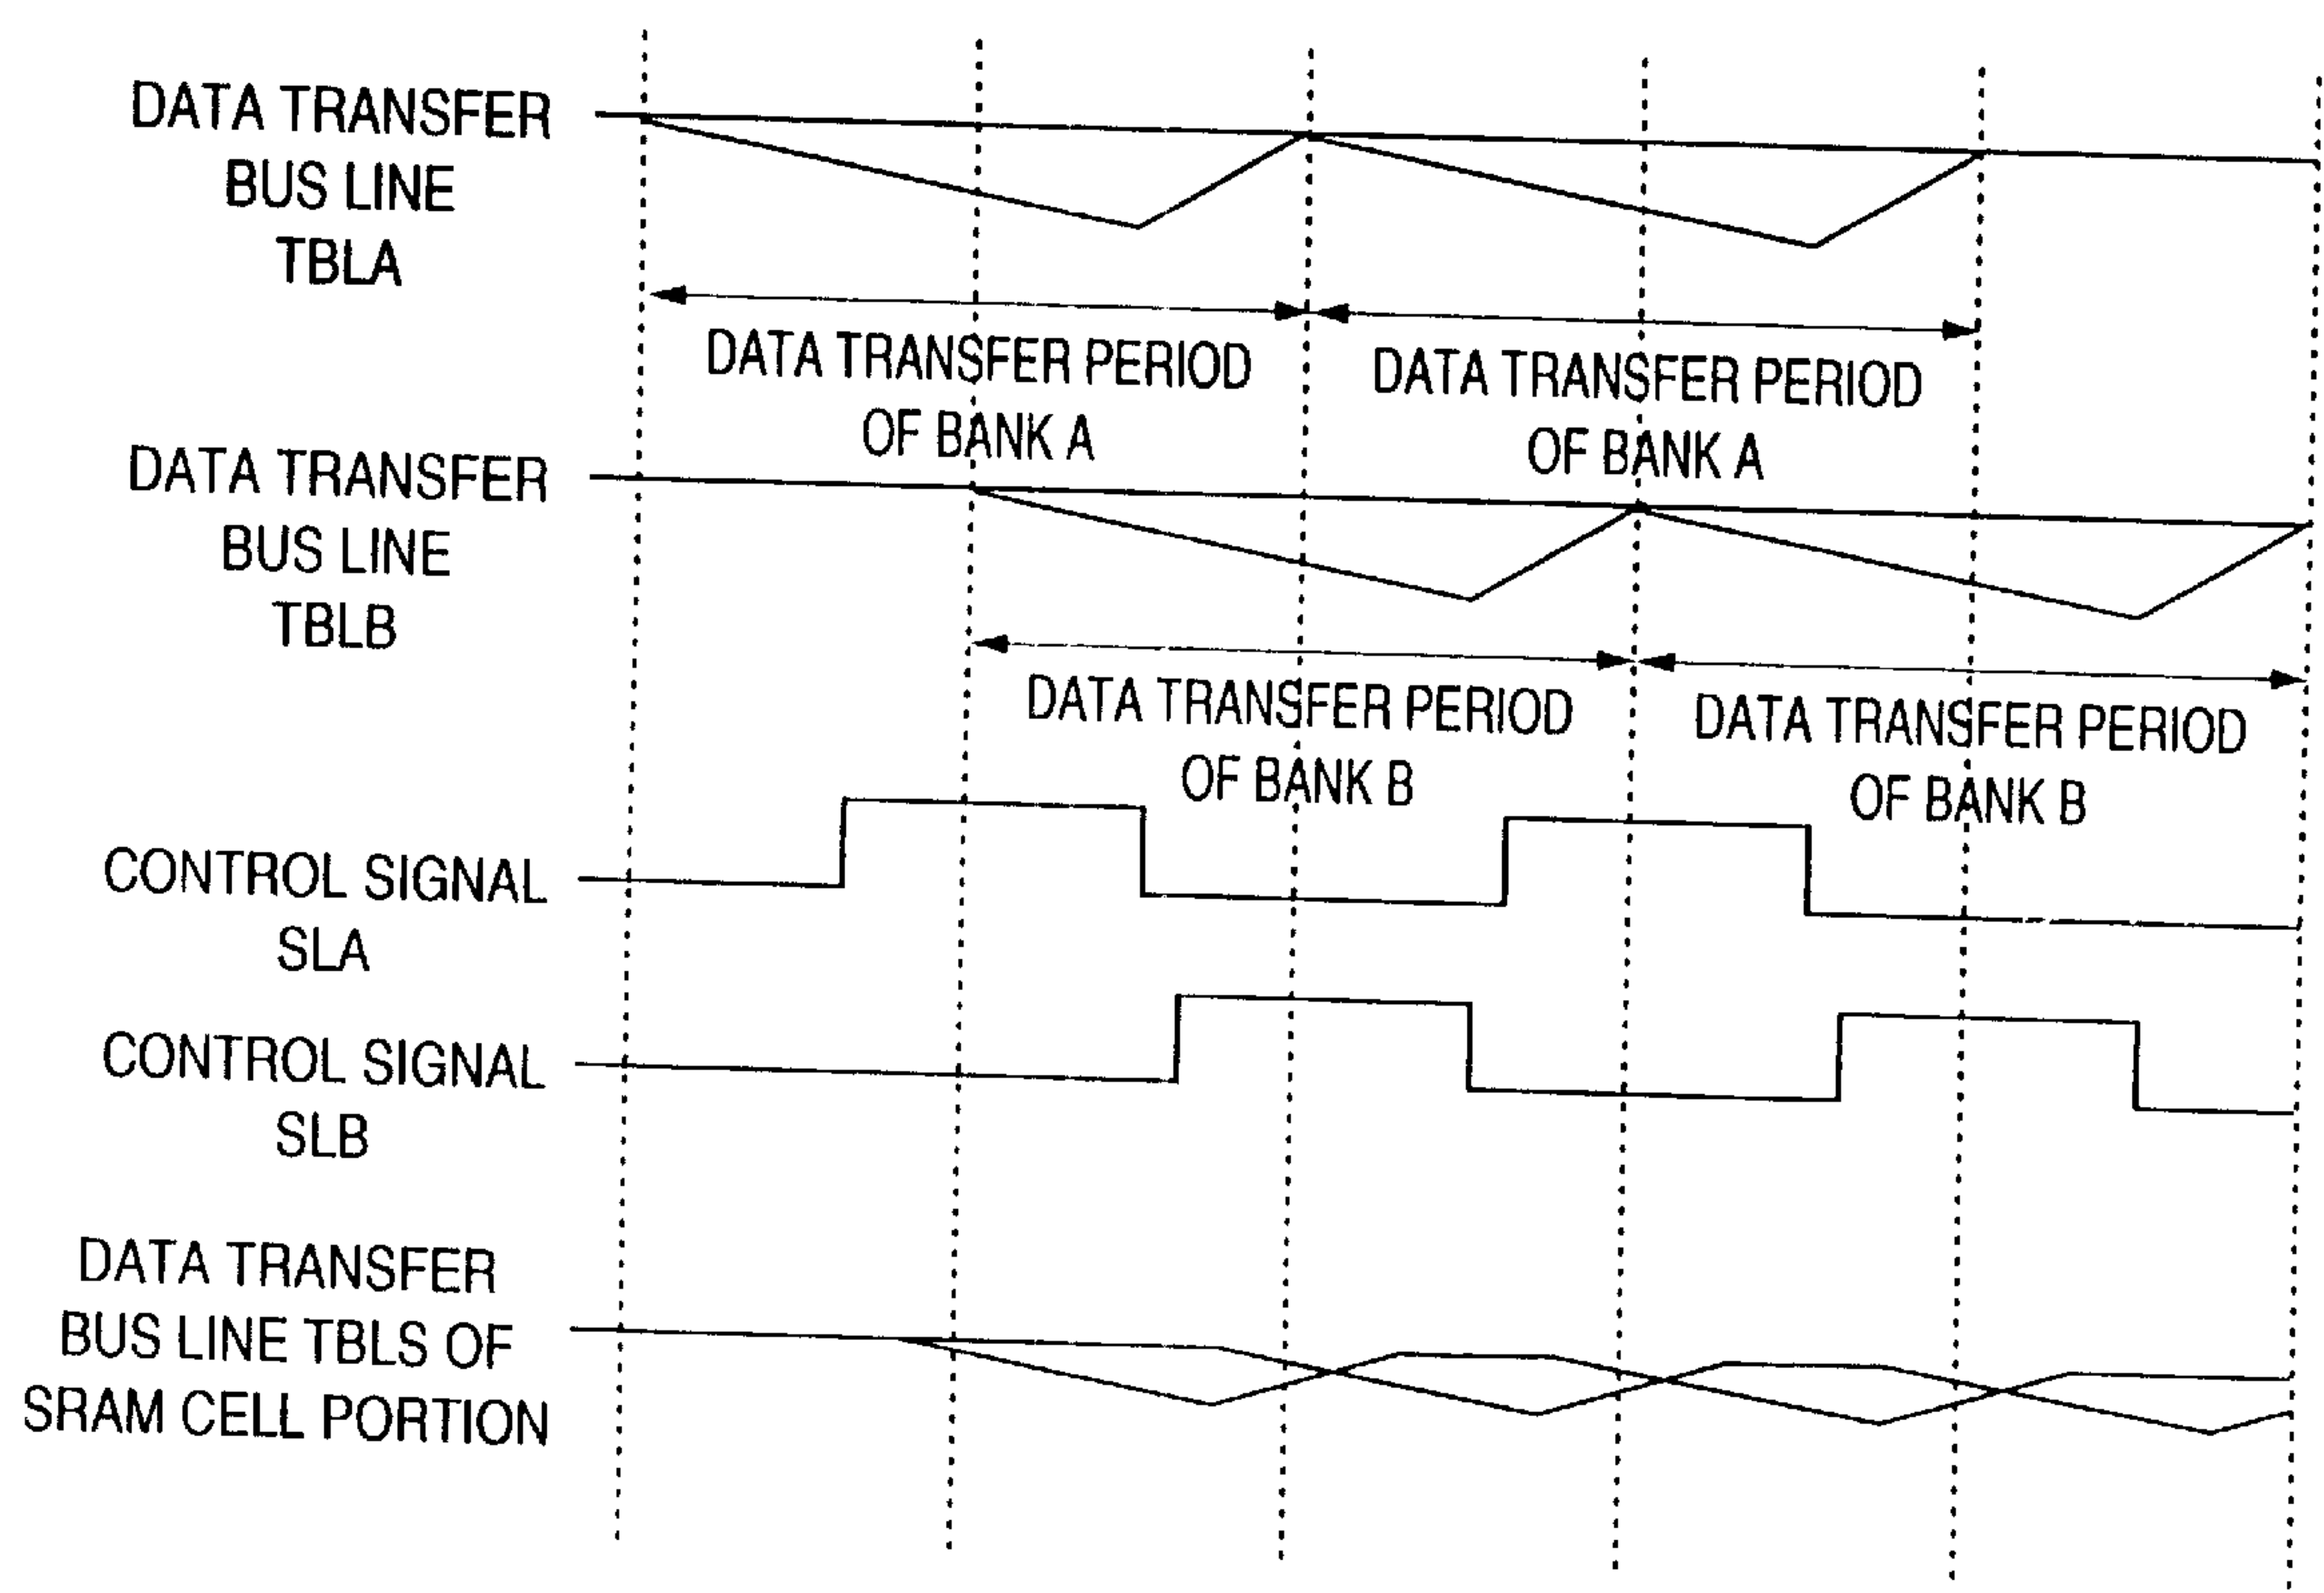 DATA TRANSFER
BUS LINE
TBLA
DATA TRANSFER PERIOD
OF BANK A
DATA TRANSFER PERIOD
OF BANK A
DATA TRANSFER
BUS LINE
TBLB
DATA TRANSFER PERIOD
OF BANK B
DATA TRANSFER PERIOD
OF BANK B
CONTROL SIGNAL
SLA
CONTROL SIGNAL
SLB
DATA TRANSFER
BUS LINE TBLS OF
SRAM CELL PORTION